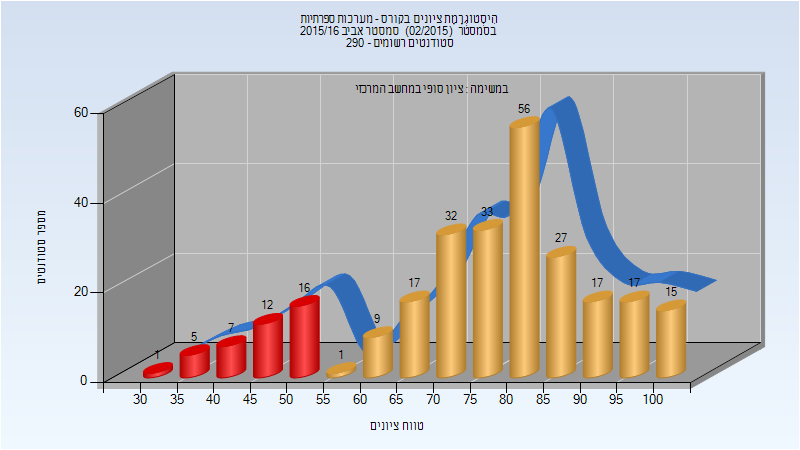 היסטוגרמת ציונים בקורס - מערכות ספרתיות
בסמסטר (02/2015) סמסטר אביב 2015/16
סטודנטים רשומים - 290
במשימה : ציון סופי במחשב המרכזי
מספר סטודנטים
60
40
20
0
1
5
7
12
16
1
9
17
32
33
56
27
17
17
15
30 35 40 45 50 55 60 65 70 75 80 85 90 95 100
טווח ציונים